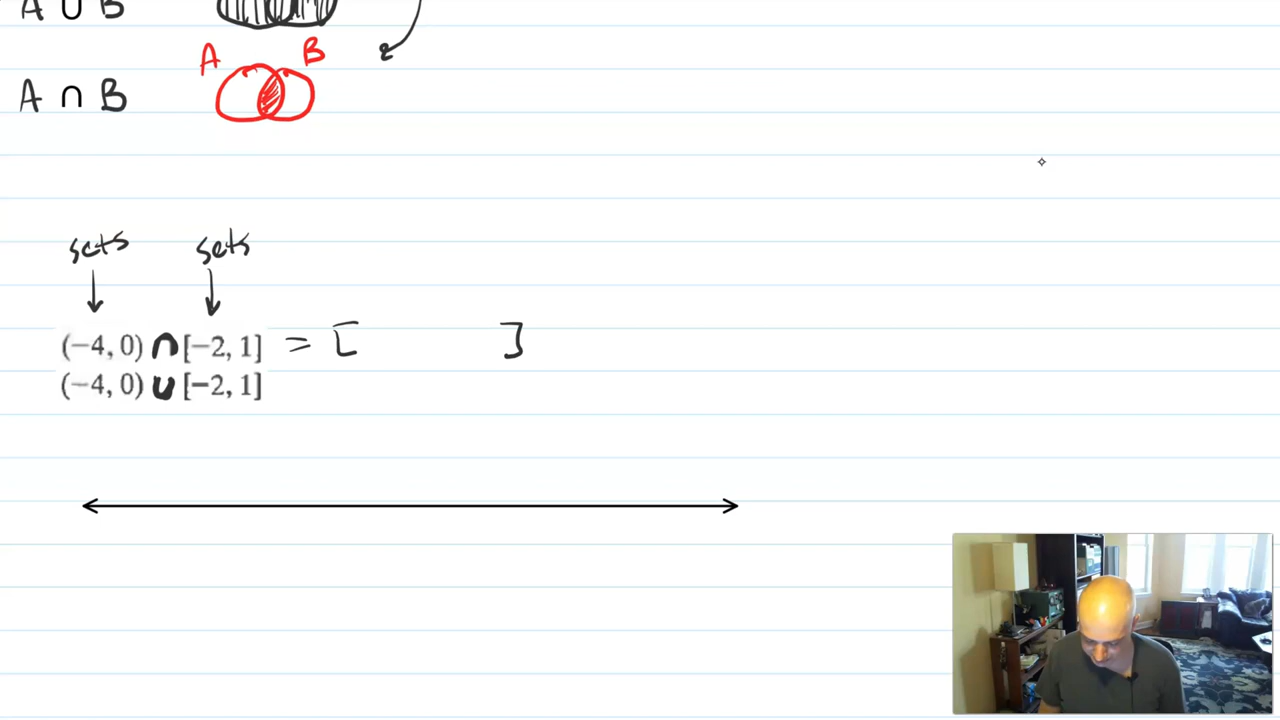 A ∪ B
A B
A ∩ B
sets sets
(−4, 0) ∩ [−2, 1] = [ ]
(−4, 0) ∪ [−2, 1]